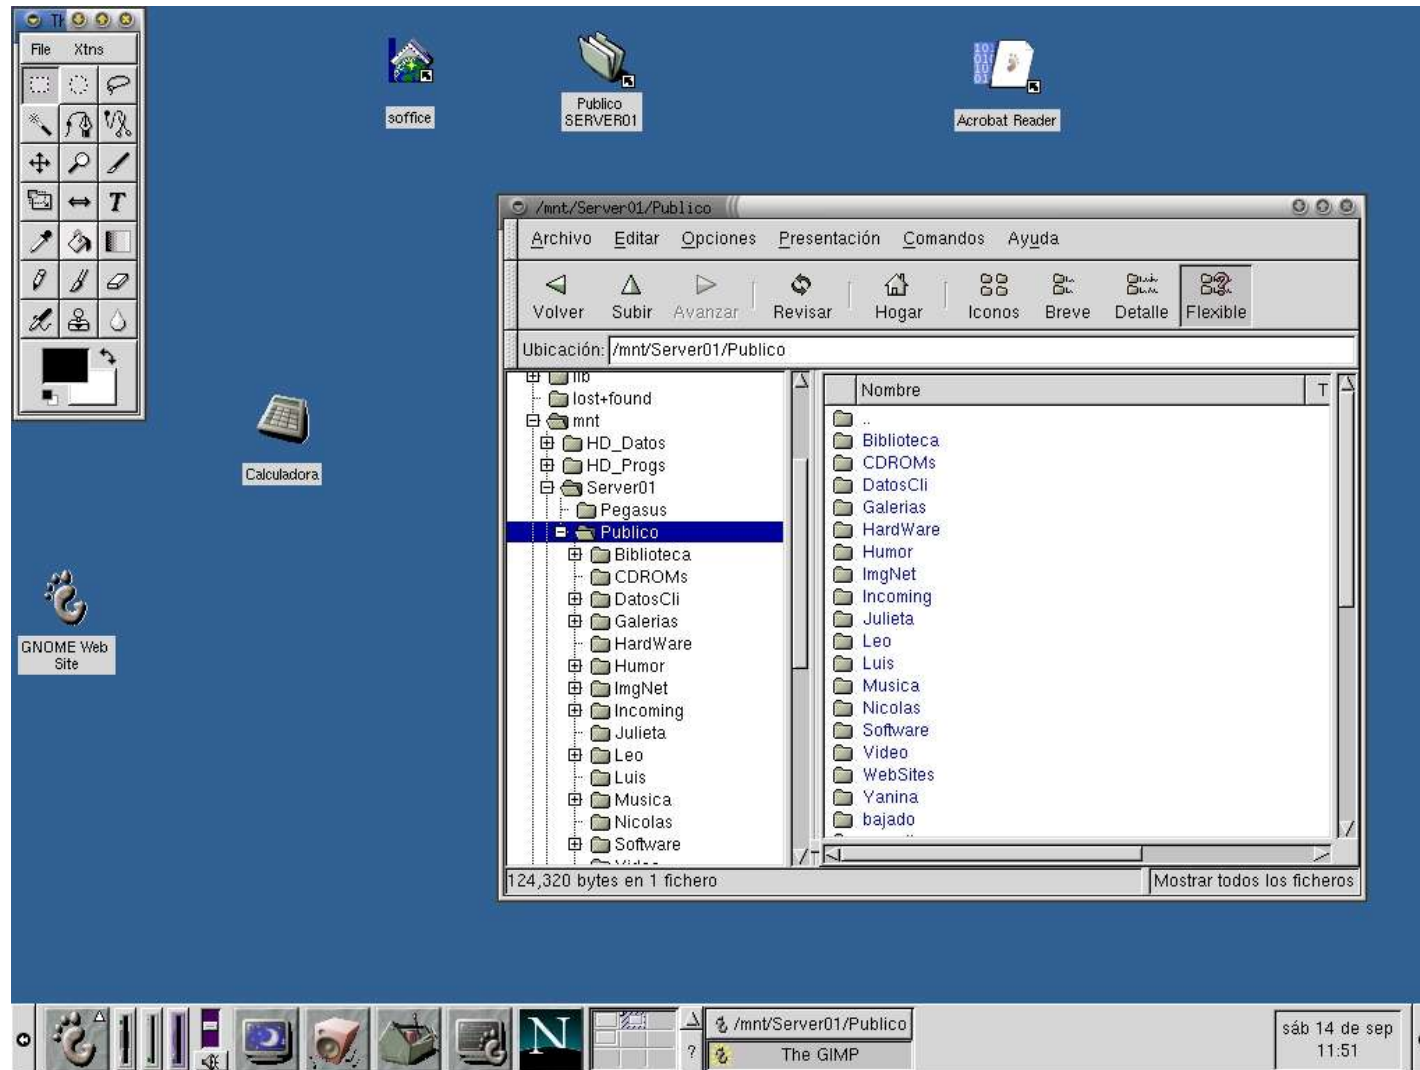 File Xtns
soffice
Publico
SERVER01
Acrobat Reader
/mnt/Server01/Publico
Archivo Editar Opciones Presentación Comandos Ayuda
Volver Subir Avanzar Revisar Hogar Iconos Breve Detalle Flexible
Ubicación: /mnt/Server01/Publico
lib
lost+found
mnt
HD_Datos
HD_Progs
Server01
Pegasus
Publico
Biblioteca
CDROMs
DatosCli
Galerias
HardWare
Humor
ImgNet
Incoming
Julieta
Leo
Luis
Musica
Nicolas
Software
Nombre T
..
Biblioteca
CDROMs
DatosCli
Galerias
HardWare
Humor
ImgNet
Incoming
Julieta
Leo
Luis
Musica
Nicolas
Software
Video
WebSites
Yanina
bajado
124,320 bytes en 1 fichero
Mostrar todos los ficheros
Calculadora
GNOME Web
Site
N
?
/mnt/Server01/Publico
The GIMP
sáb 14 de sep
11:51